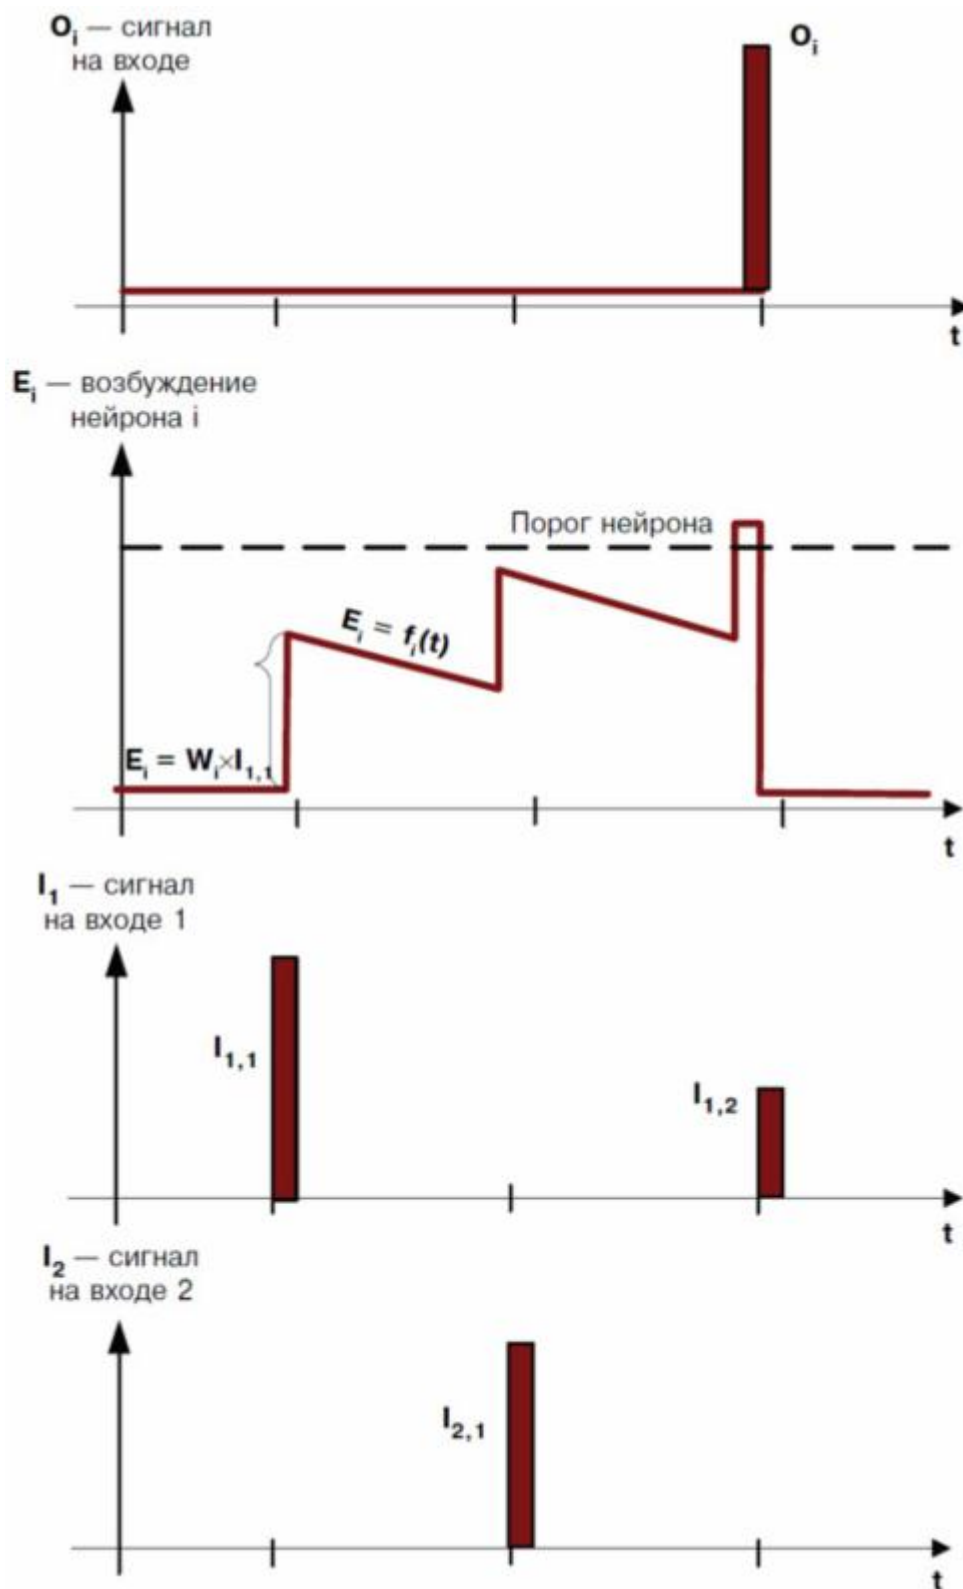 Oᵢ — сигнал
на входе
Oᵢ
t
Eᵢ — возбуждение
нейрона i
Порог нейрона
Eᵢ = fᵢ(t)
Eᵢ = Wᵢ×I₁,₁
t
I₁ — сигнал
на входе 1
I₁,₁
I₁,₂
t
I₂ — сигнал
на входе 2
I₂,₁
t